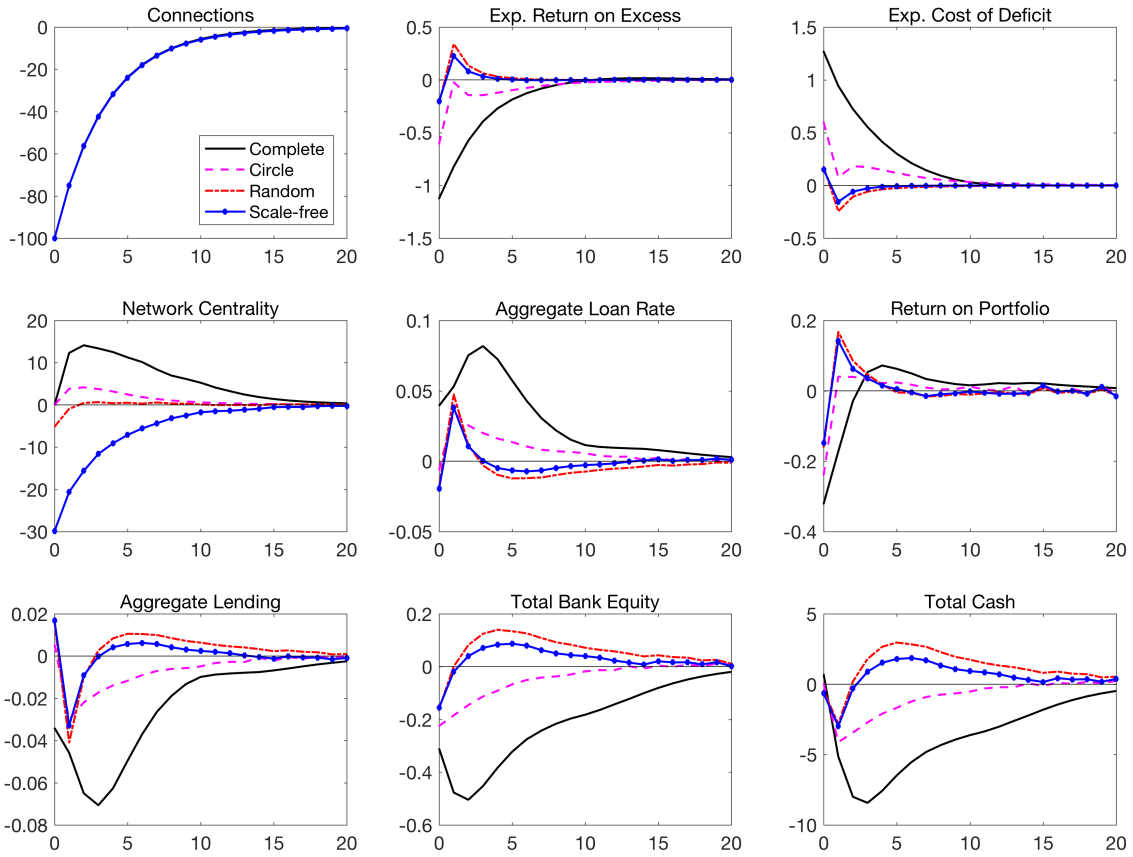 Connections
0
-20
-40
-60
-80
-100
0 5 10 15 20
Complete
Circle
Random
Scale-free
Exp. Return on Excess
0.5
0
-0.5
-1
-1.5
0 5 10 15 20
Exp. Cost of Deficit
1.5
1
0.5
0
-0.5
0 5 10 15 20
Network Centrality
20
10
0
-10
-20
-30
0 5 10 15 20
Aggregate Loan Rate
0.1
0.05
0
-0.05
0 5 10 15 20
Return on Portfolio
0.2
0
-0.2
-0.4
0 5 10 15 20
Aggregate Lending
0.02
0
-0.02
-0.04
-0.06
-0.08
0 5 10 15 20
Total Bank Equity
0.2
0
-0.2
-0.4
-0.6
0 5 10 15 20
Total Cash
5
0
-5
-10
0 5 10 15 20